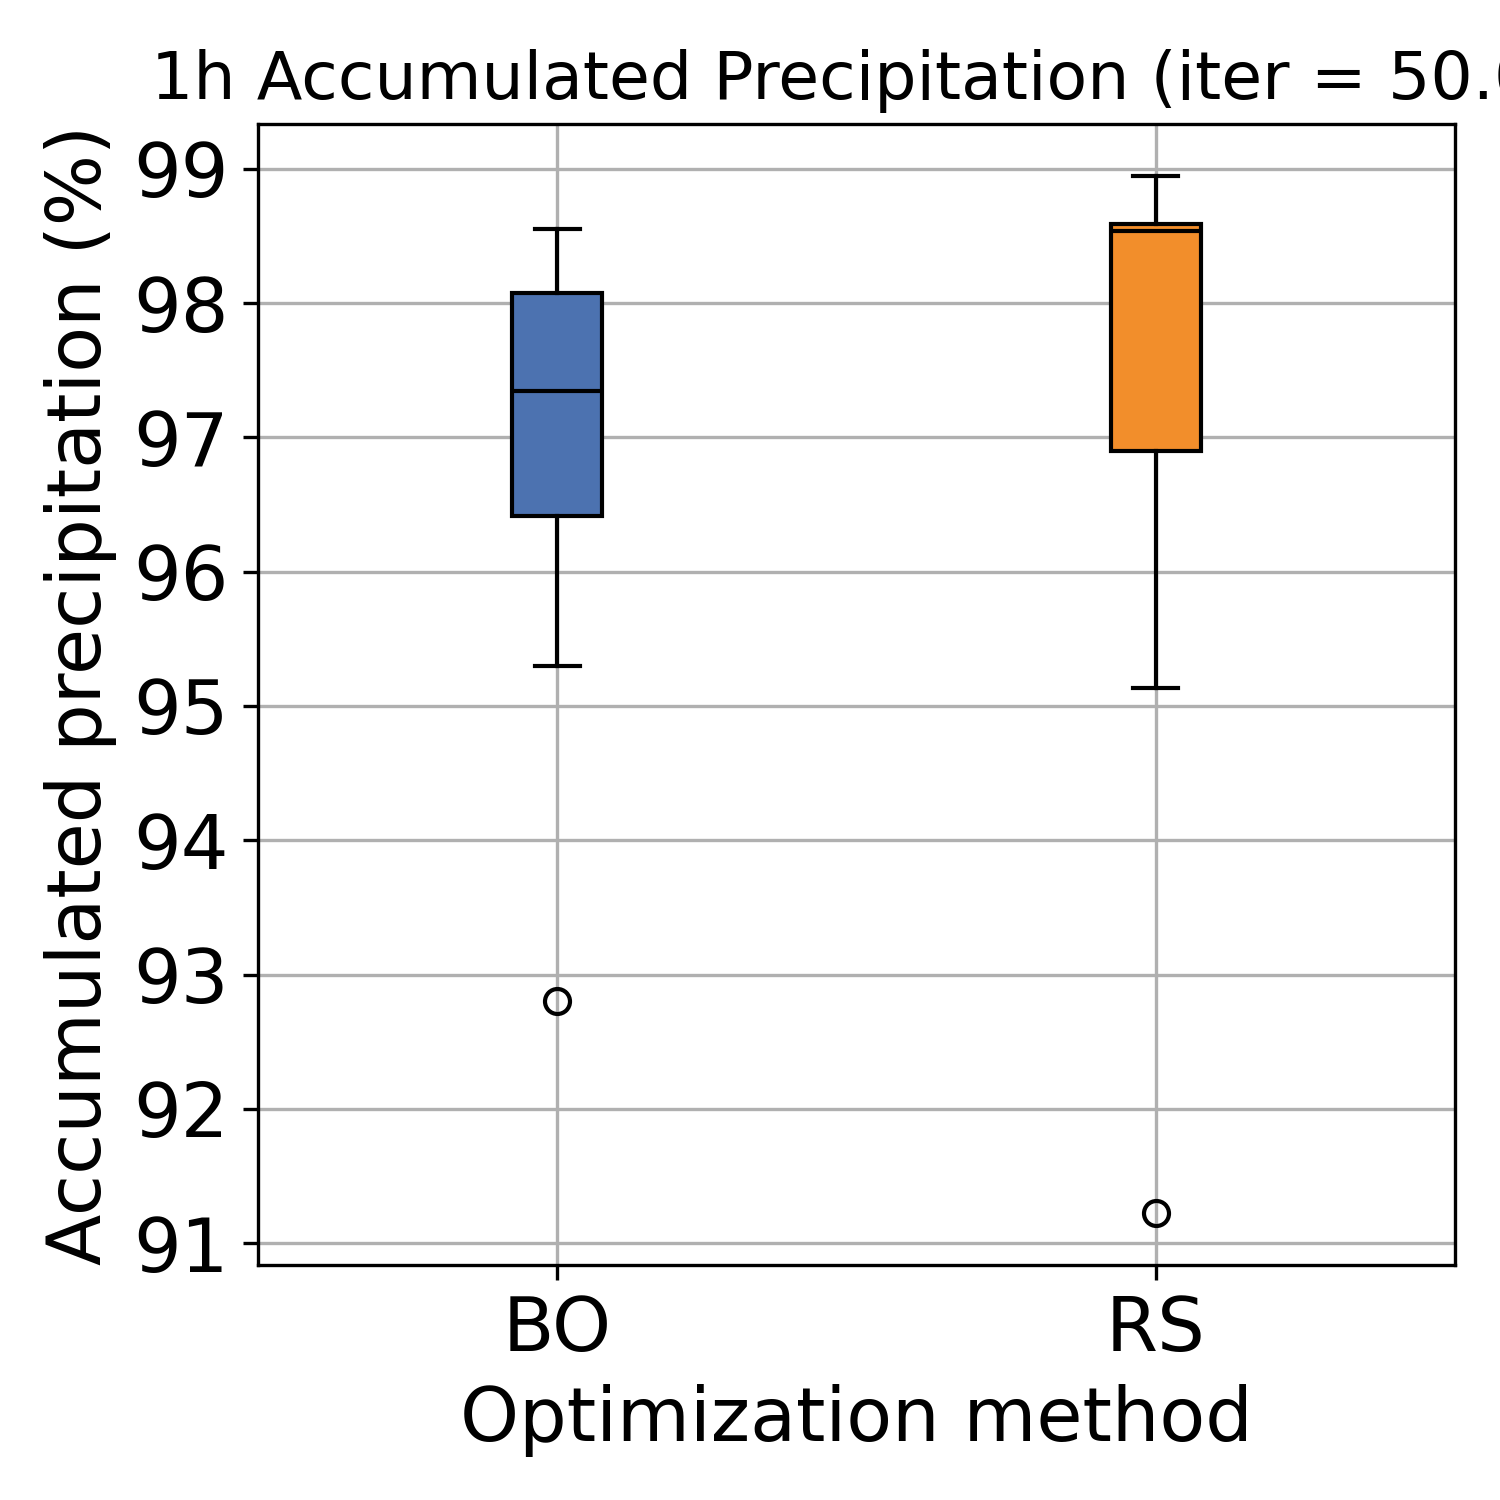 1h Accumulated Precipitation (iter = 50.
Accumulated precipitation (%)
99
98
97
96
95
94
93
92
91
BO RS
Optimization method